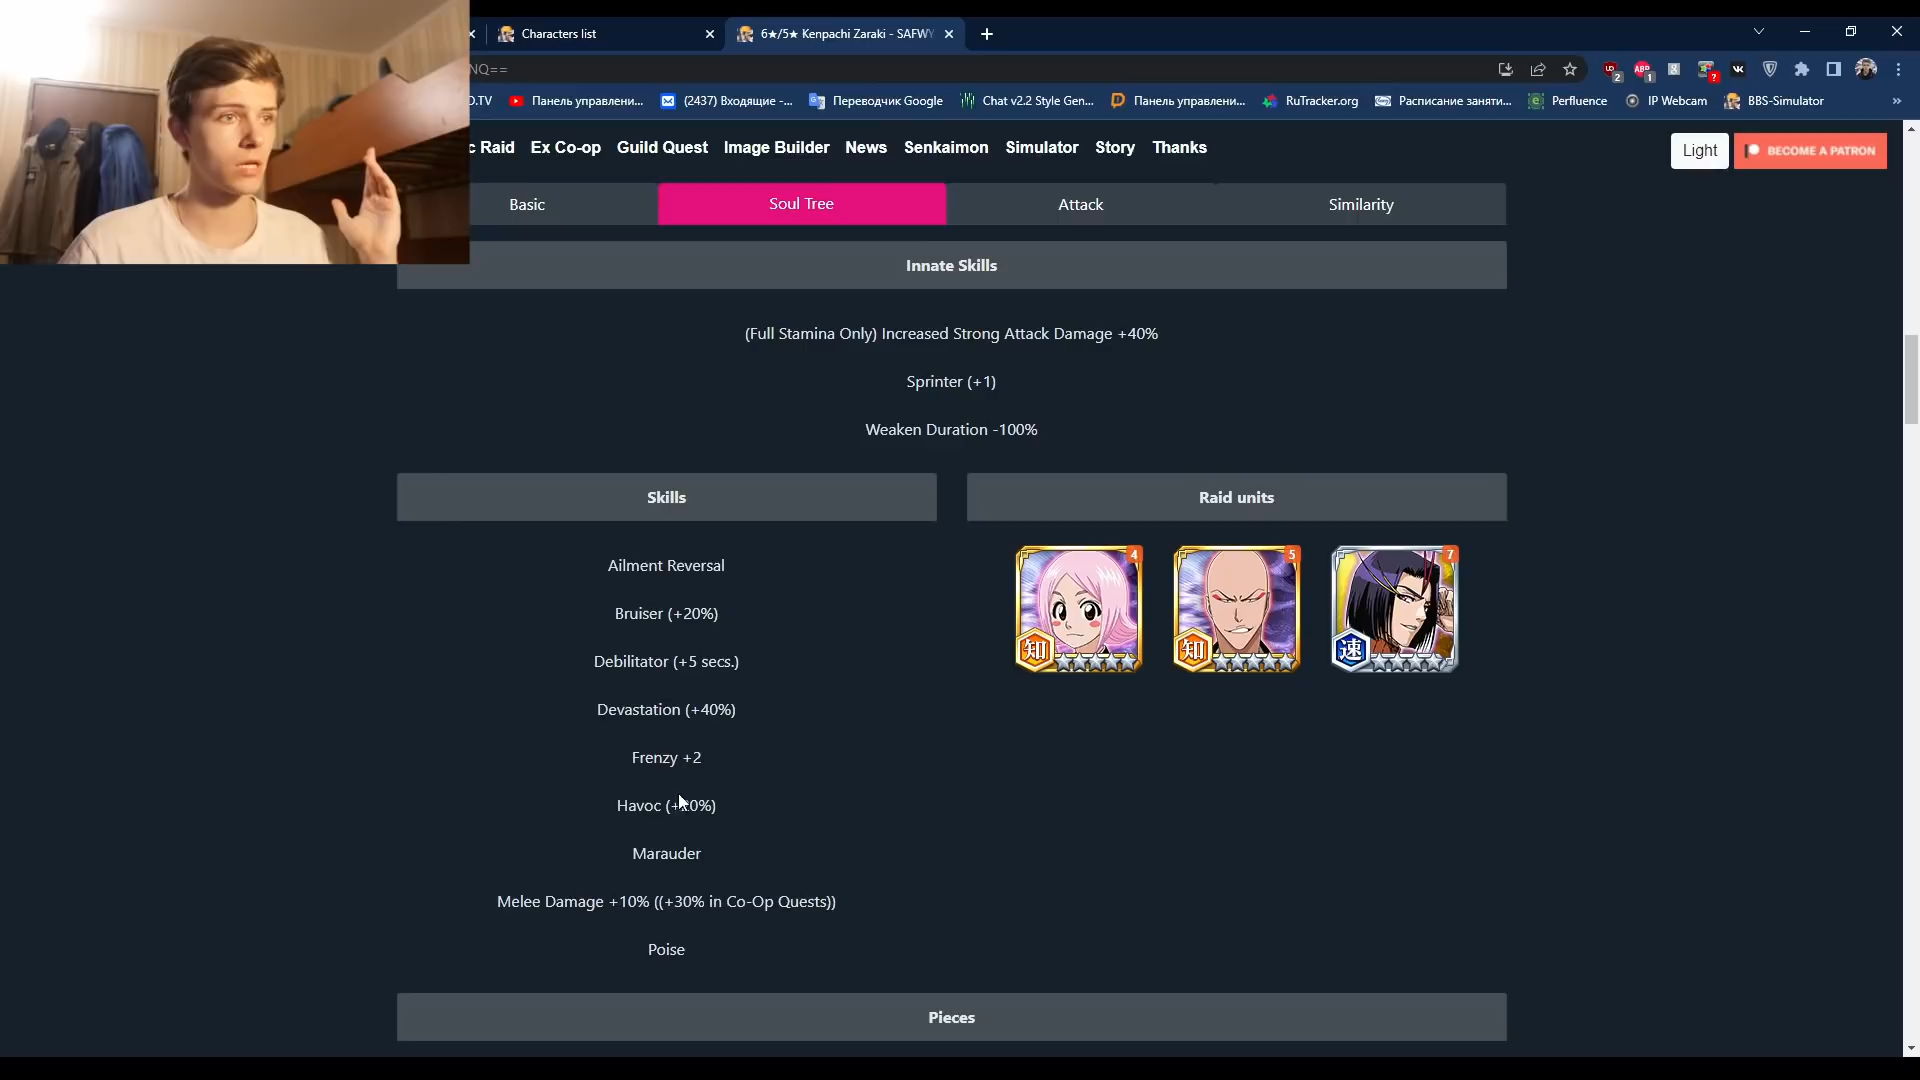 Characters list
6★/5★ Kenpachi Zaraki - SAFWY
NQ==
2
1
?
O.TV
Панель управлени...
(2437) Входящие -...
Переводчик Google
Chat v2.2 Style Gen...
Панель управлени...
RuTracker.org
Расписание заняти...
Perfluence
IP Webcam
BBS-Simulator
»
c Raid
Ex Co-op
Guild Quest
Image Builder
News
Senkaimon
Simulator
Story
Thanks
Light
BECOME A PATRON
Basic
Soul Tree
Attack
Similarity
Innate Skills
(Full Stamina Only) Increased Strong Attack Damage +40%
Sprinter (+1)
Weaken Duration -100%
Skills
Raid units
Ailment Reversal
Bruiser (+20%)
Debilitator (+5 secs.)
Devastation (+40%)
Frenzy +2
Havoc (+20%)
Marauder
Melee Damage +10% ((+30% in Co-Op Quests))
Poise
4
知
5
知
7
速
Pieces